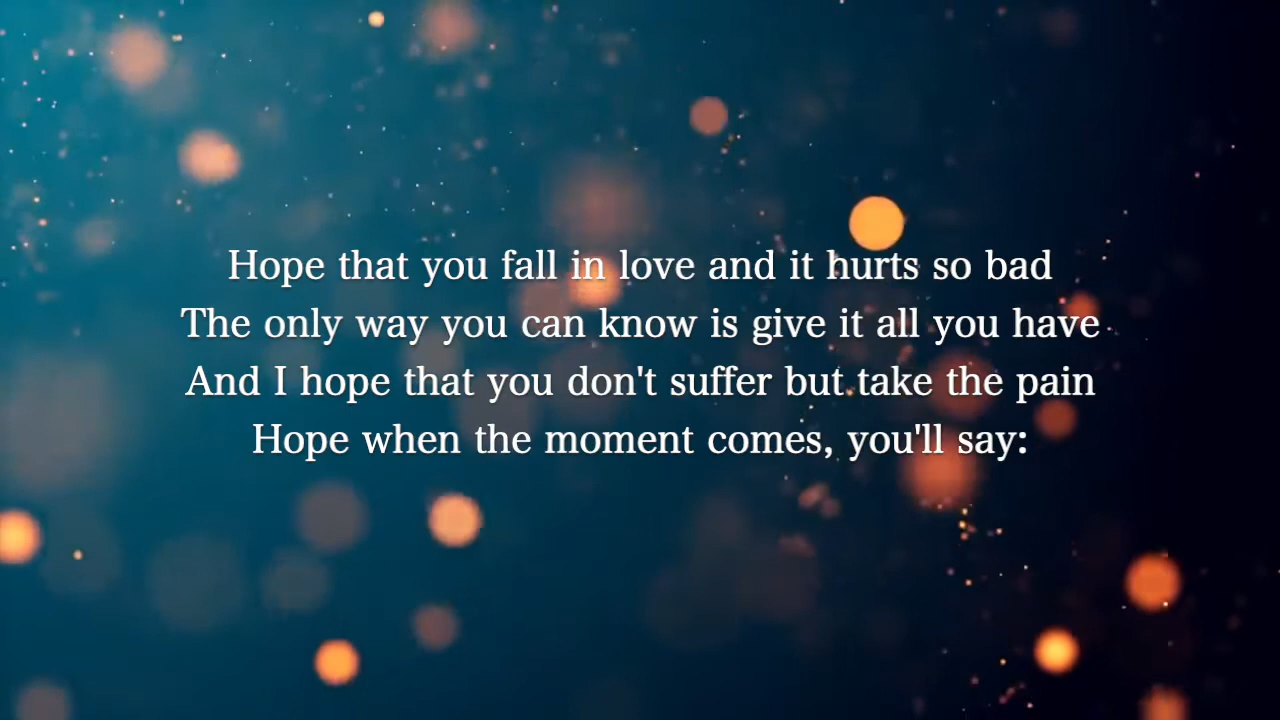 Hope that you fall in love and it hurts so bad
The only way you can know is give it all you have
And I hope that you don't suffer but take the pain
Hope when the moment comes, you'll say: